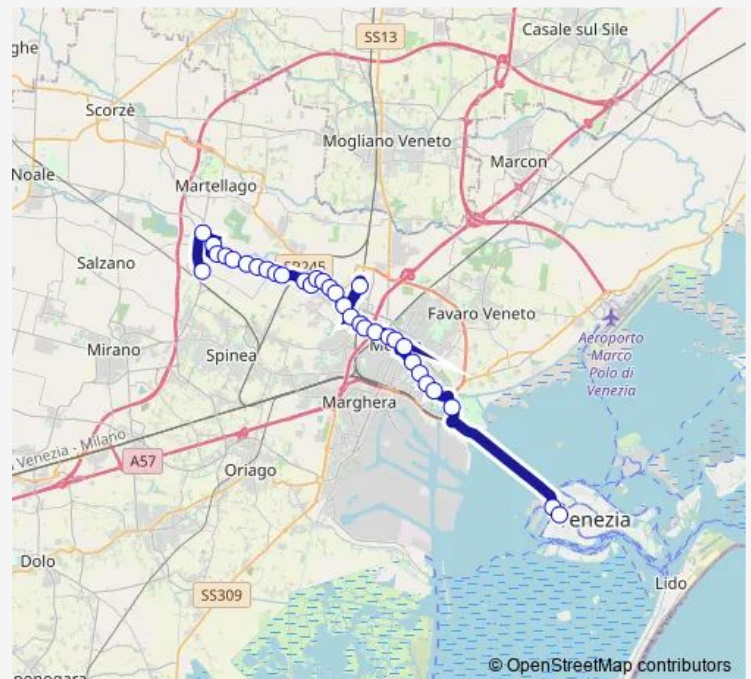 Casale sul Sile
SS13
ghe
Scorzè
Mogliano Veneto
Marcon
Noale
Martellago
Salzano
SP245
Favaro Veneto
Aeroporto
Marco
Polo di
Venezia
Mirano
Spinea
Me
Marghera
Venezia - Milano
A57
Oriago
Venezia
Dolo
SS309
Lido
© OpenStreetMap contributors